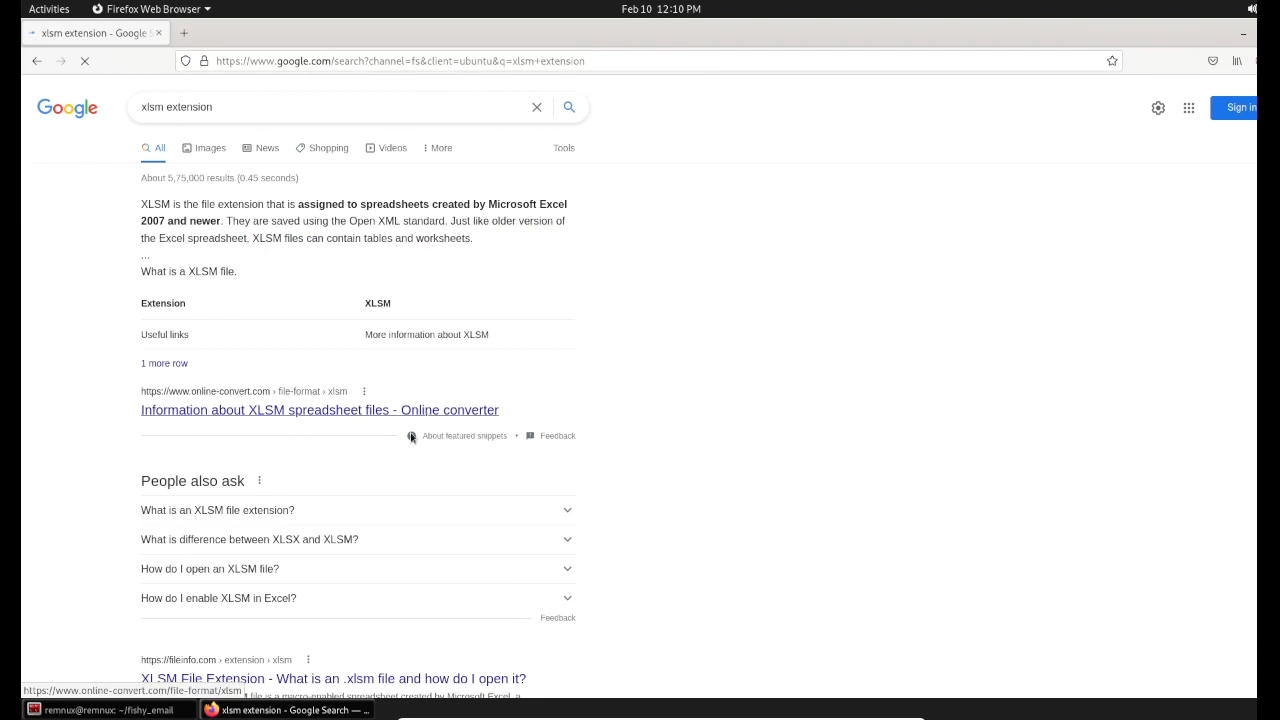 Activities Firefox Web Browser Feb 10 12:10 PM
xlsm extension - Google S
https://www.google.com/search?channel=fs&client=ubuntu&q=xlsm+extension
Google xlsm extension Sign in
All Images News Shopping Videos More Tools
About 5,75,000 results (0.45 seconds)
XLSM is the file extension that is assigned to spreadsheets created by Microsoft Excel
2007 and newer. They are saved using the Open XML standard. Just like older version of
the Excel spreadsheet. XLSM files can contain tables and worksheets.
...
What is a XLSM file.
Extension XLSM
Useful links More information about XLSM
1 more row
https://www.online-convert.com › file-format › xlsm
Information about XLSM spreadsheet files - Online converter
About featured snippets • Feedback
People also ask
What is an XLSM file extension?
What is difference between XLSX and XLSM?
How do I open an XLSM file?
How do I enable XLSM in Excel?
Feedback
https://fileinfo.com › extension › xlsm
XLSM File Extension - What is an .xlsm file and how do I open it?
https://www.online-convert.com/file-format/xlsm file is a macro-enabled spreadsheet created by Microsoft Excel, a
remnux@remnux: ~/fishy_email xlsm extension - Google Search — ...